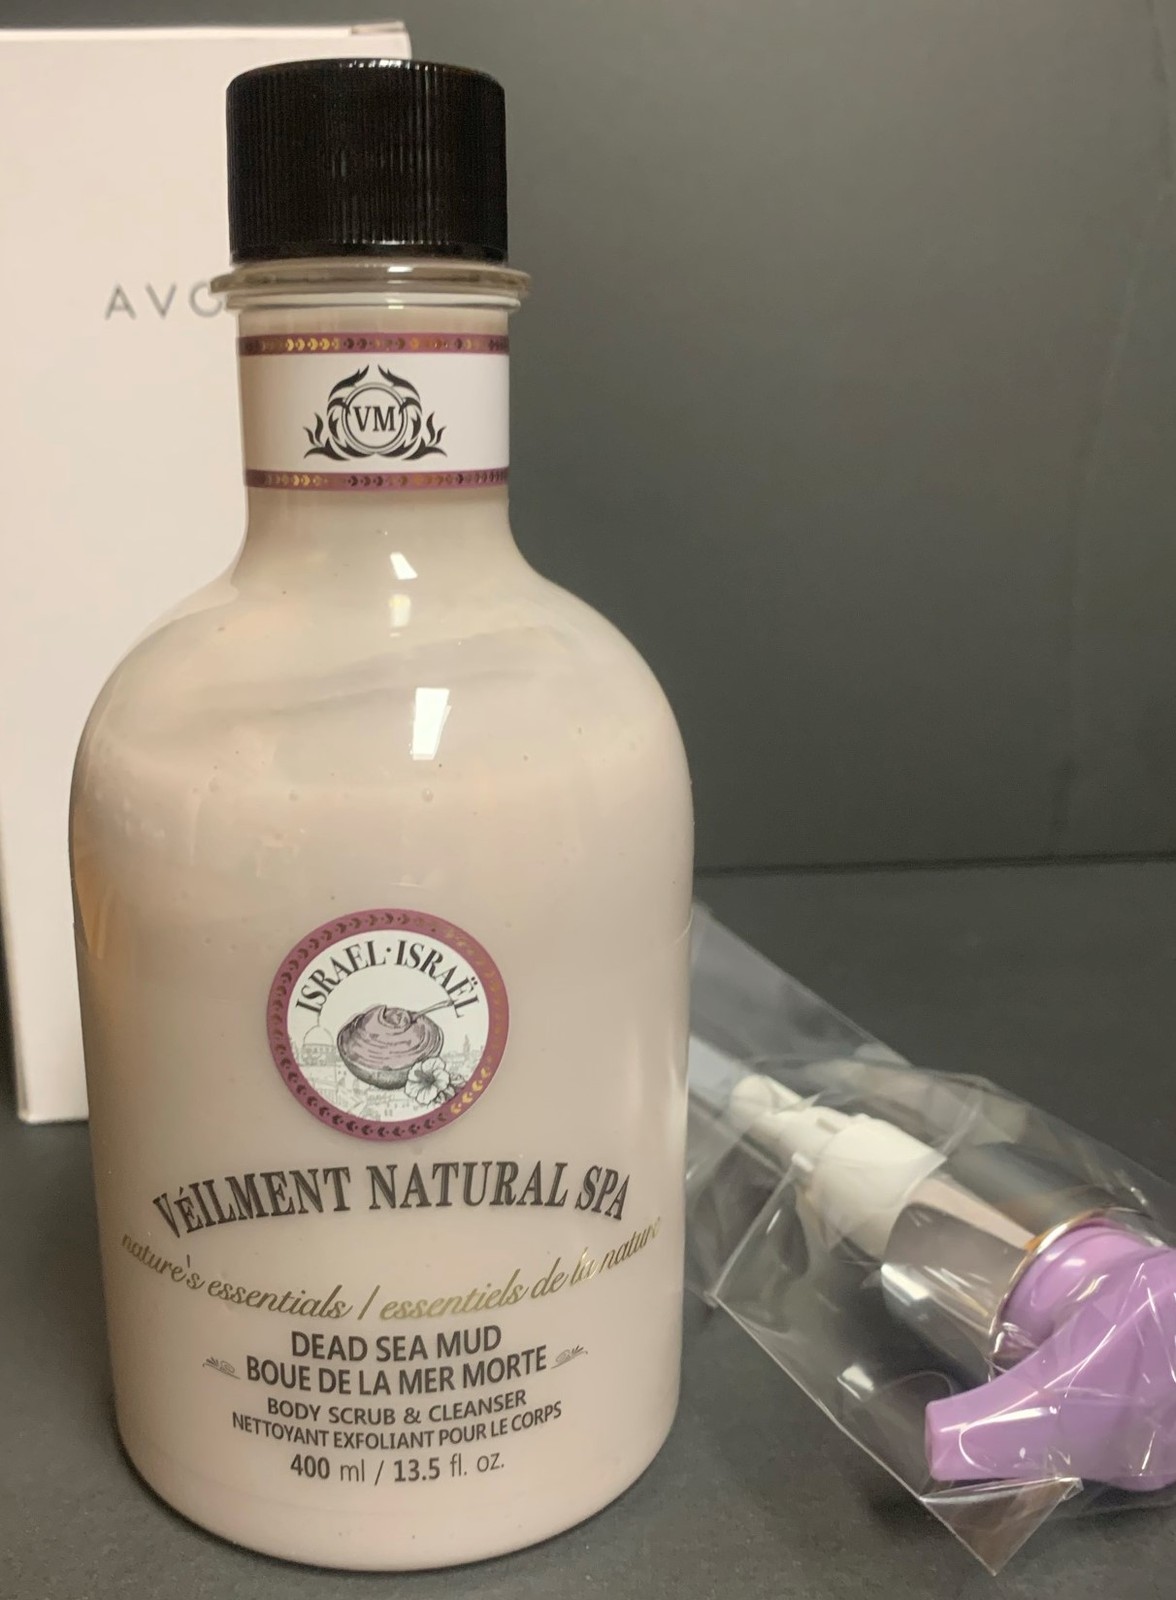 AVO
VM
ISRAEL·ISRAËL
VÉILMENT NATURAL SPA
nature's essentials / essentiels de la nature
DEAD SEA MUD
BOUE DE LA MER MORTE
BODY SCRUB & CLEANSER
NETTOYANT EXFOLIANT POUR LE CORPS
400 ml / 13.5 fl. oz.